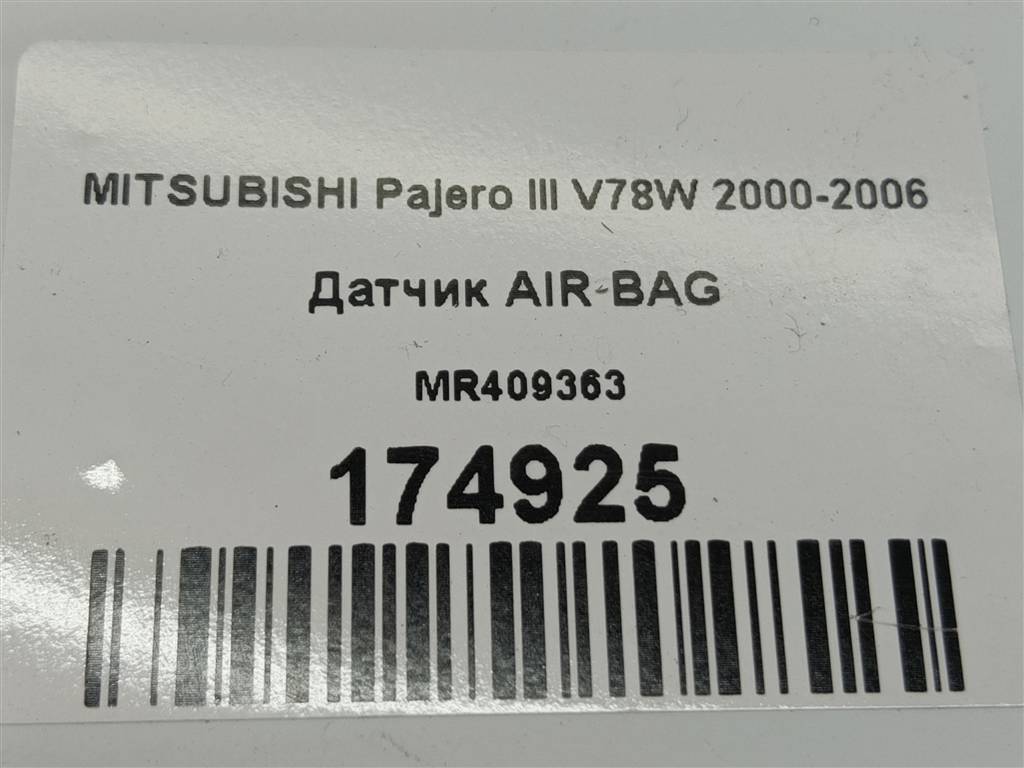 MITSUBISHI Pajero III V78W 2000-2006
Датчик AIR-BAG
MR409363
174925